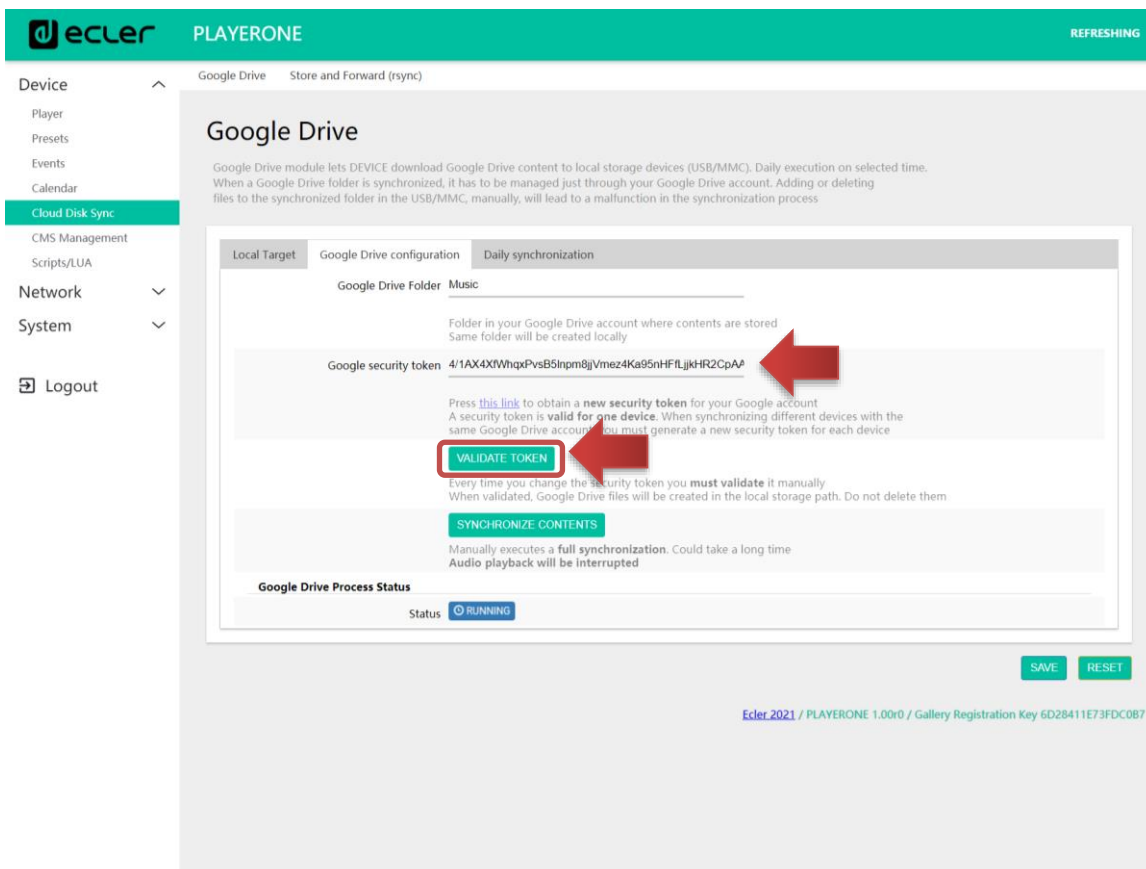 ecler PLAYERONE REFRESHING
Device
Player
Presets
Events
Calendar
Cloud Disk Sync
CMS Management
Scripts/LUA
Network
System
Logout
Google Drive Store and Forward (rsync)
Google Drive
Google Drive module lets DEVICE download Google Drive content to local storage devices (USB/MMC). Daily execution on selected time.
When a Google Drive folder is synchronized, it has to be managed just through your Google Drive account. Adding or deleting
files to the synchronized folder in the USB/MMC, manually, will lead to a malfunction in the synchronization process
Local Target Google Drive configuration Daily synchronization
Google Drive Folder Music
Folder in your Google Drive account where contents are stored
Same folder will be created locally
Google security token
Press this link to obtain a new security token for your Google account
A security token is valid for one device. When synchronizing different devices with the
same Google Drive account you must generate a new security token for each device
VALIDATE TOKEN
Every time you change the security token you must validate it manually
When validated, Google Drive files will be created in the local storage path. Do not delete them
SYNCHRONIZE CONTENTS
Manually executes a full synchronization. Could take a long time
Audio playback will be interrupted
Google Drive Process Status
Status RUNNING
SAVE RESET
Ecler 2021 / PLAYERONE 1.00r0 / Gallery Registration Key 6D28411E73FDC0B7